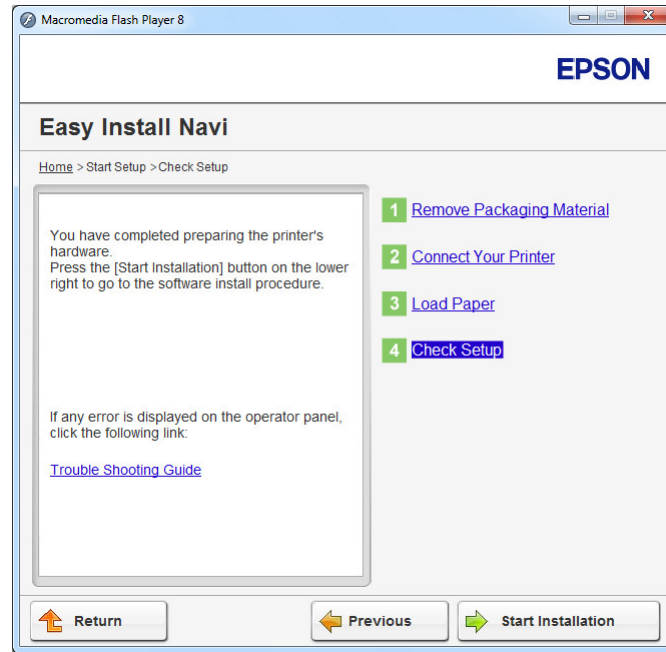 Macromedia Flash Player 8
EPSON
Easy Install Navi
Home > Start Setup >Check Setup
You have completed preparing the printer's
hardware.
Press the [Start Installation] button on the lower
right to go to the software install procedure.
If any error is displayed on the operator panel,
click the following link:
Trouble Shooting Guide
1 Remove Packaging Material
2 Connect Your Printer
3 Load Paper
4 Check Setup
Return
Previous
Start Installation